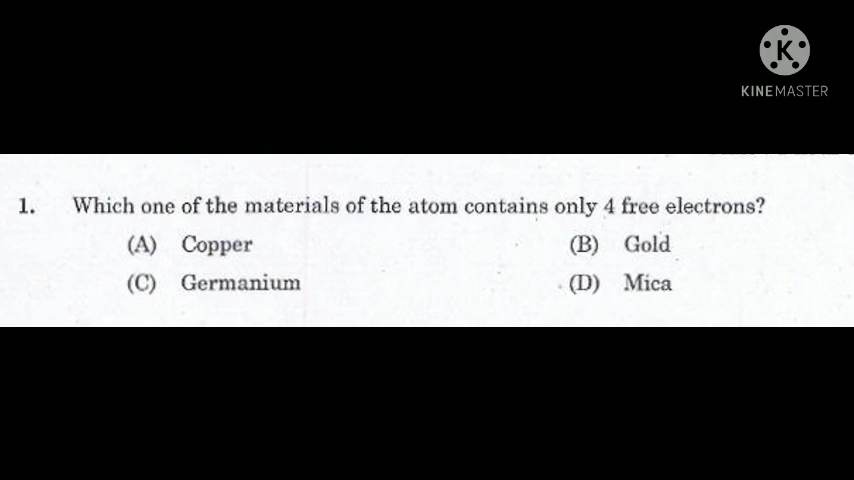 K
KINEMASTER
1. Which one of the materials of the atom contains only 4 free electrons?
(A) Copper (B) Gold
(C) Germanium (D) Mica